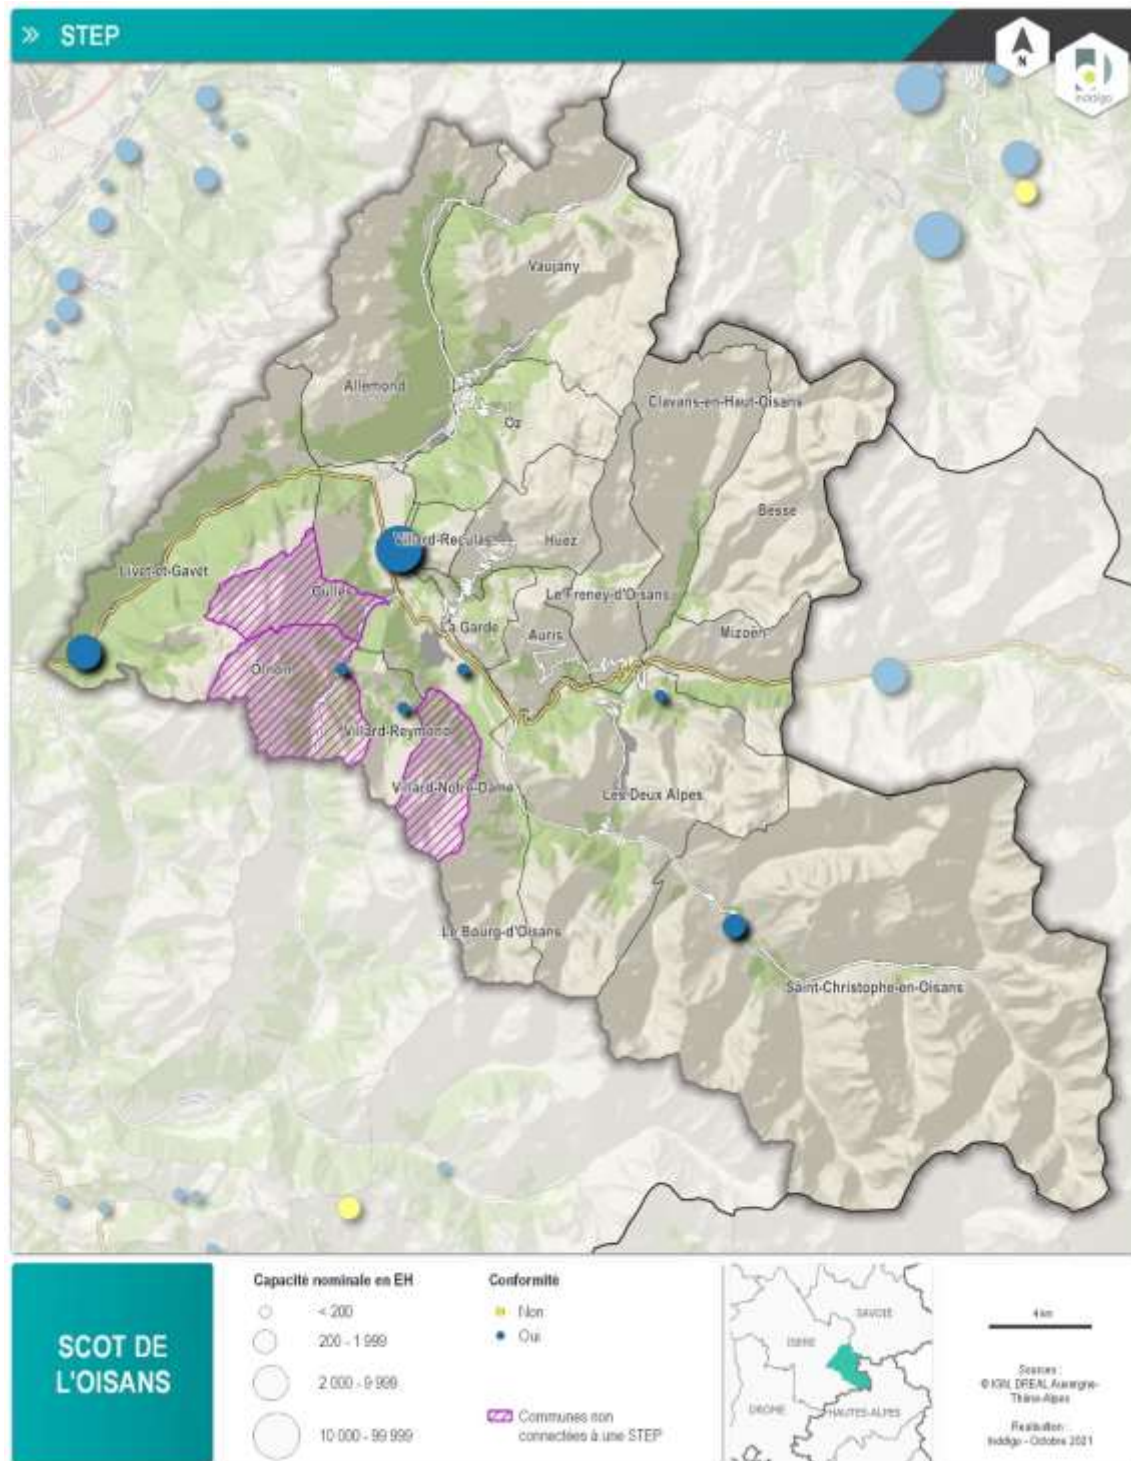 » STEP
N
Inddigo
Vaujany
Allemond
Clavans-en-Haut-Oisans
Oz
Besse
Villard-Reculas
Huez
Livet-et-Gavet
Oulles
Le Freney-d'Oisans
La Garde
Auris
Mizoën
Ornon
Villard-Reymond
Villard-Notre-Dame
Les Deux Alpes
Le Bourg-d'Oisans
Saint-Christophe-en-Oisans
SCOT DE
L'OISANS
Capacité nominale en EH
< 200
200 - 1 999
2 000 - 9 999
10 000 - 99 999
Conformité
Non
Oui
Communes non
connectées à une STEP
SAVOIE
ISERE
DROME
HAUTES-ALPES
4 km
Sources :
© IGN, DREAL Auvergne-
Rhône-Alpes
Réalisation :
Inddigo - Octobre 2021